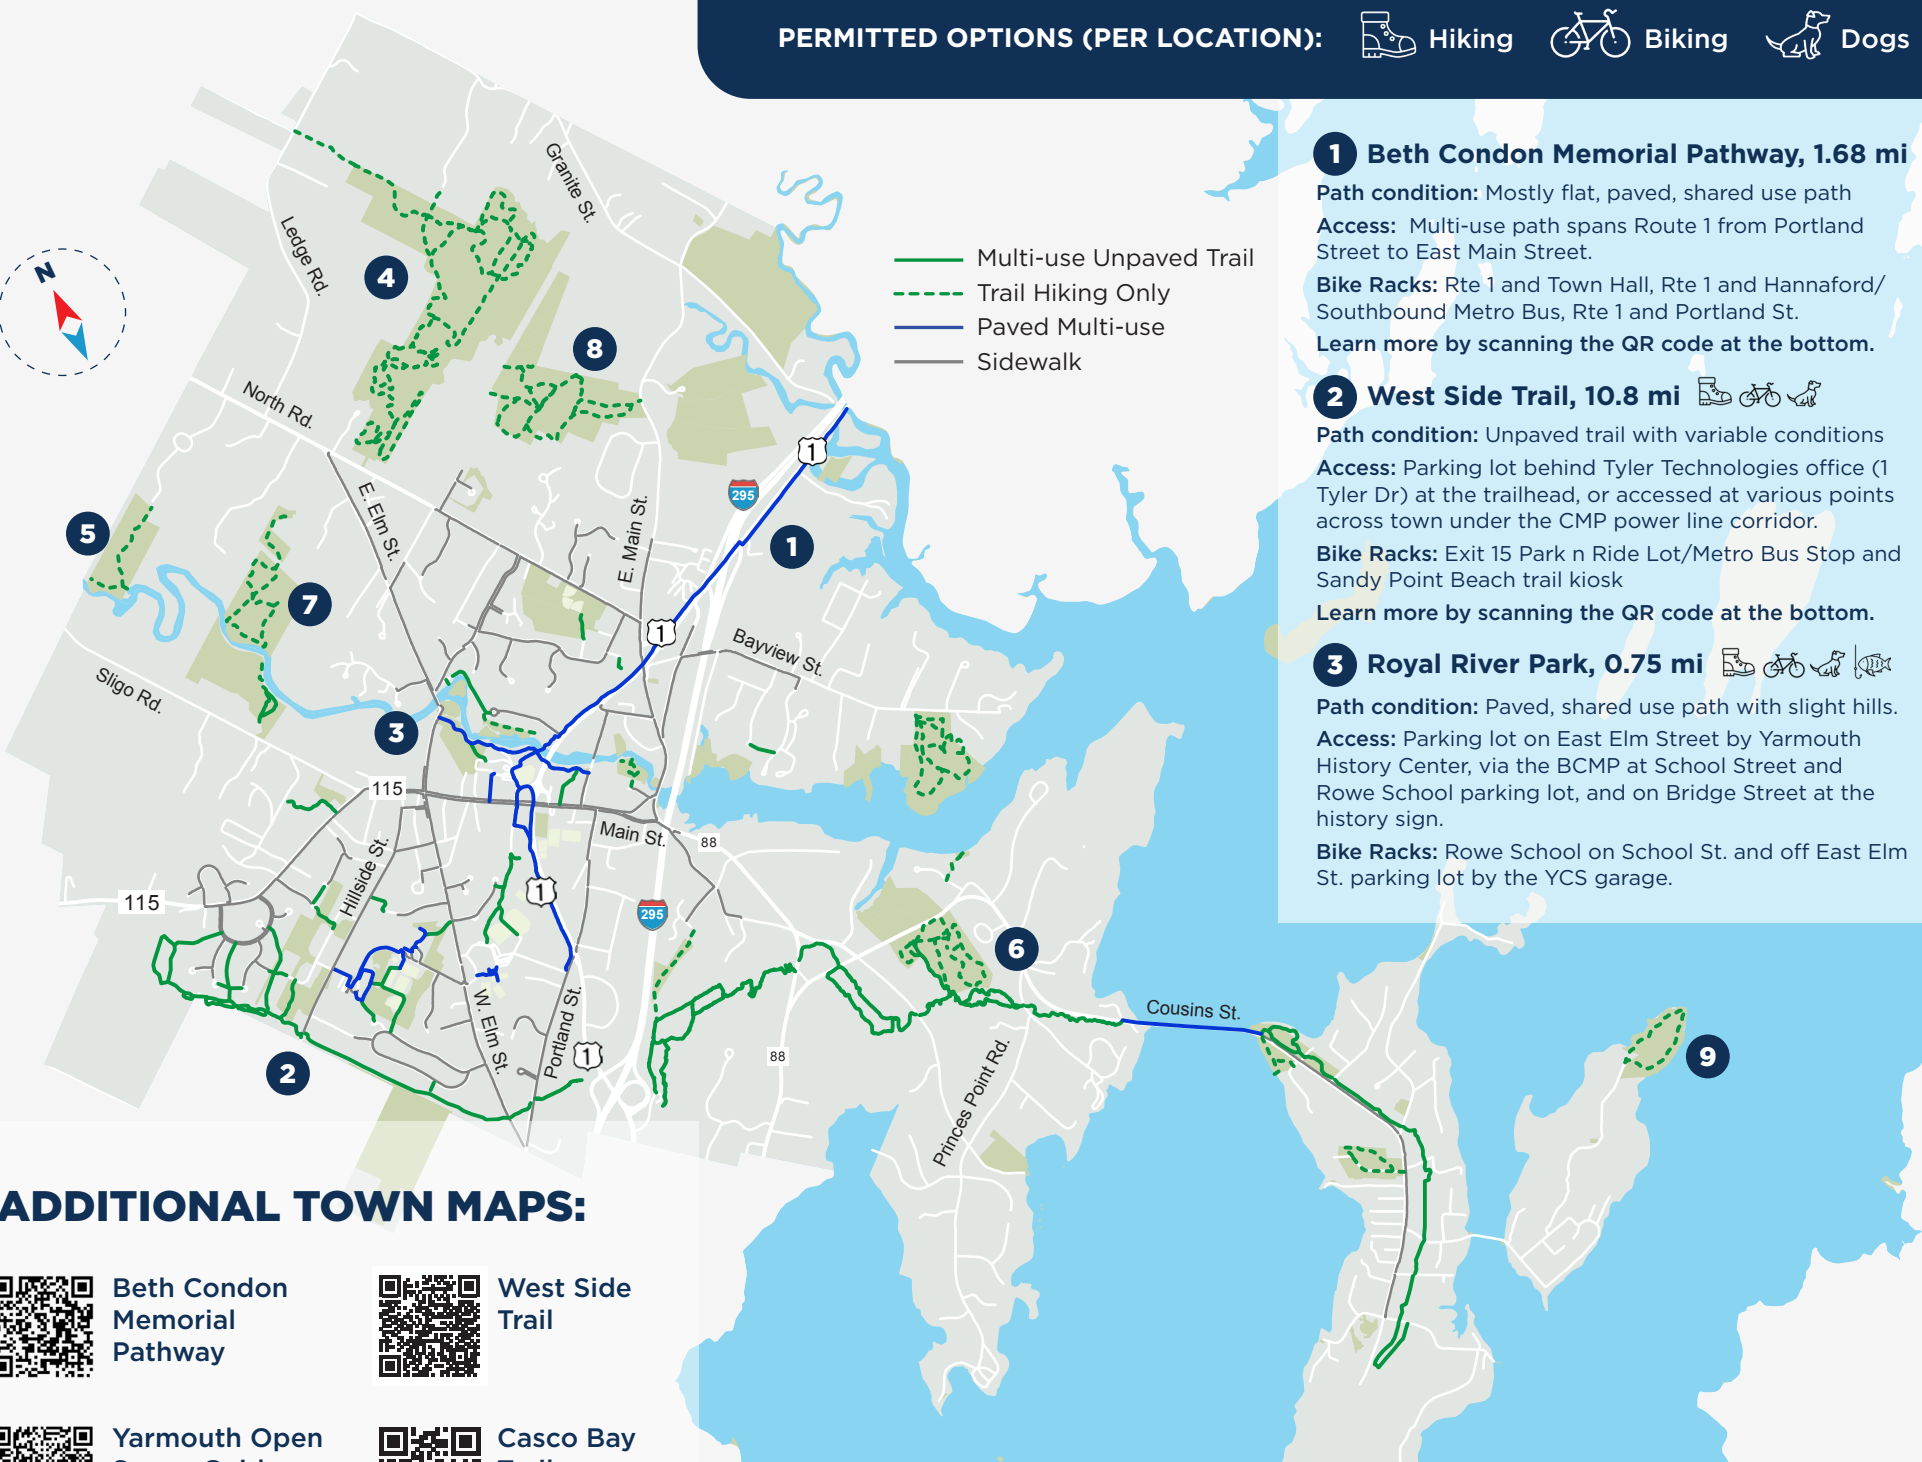 PERMITTED OPTIONS (PER LOCATION): Hiking Biking Dogs
1 Beth Condon Memorial Pathway, 1.68 mi
Path condition: Mostly flat, paved, shared use path
Access: Multi-use path spans Route 1 from Portland
Street to East Main Street.
Bike Racks: Rte 1 and Town Hall, Rte 1 and Hannaford/
Southbound Metro Bus, Rte 1 and Portland St.
Learn more by scanning the QR code at the bottom.
2 West Side Trail, 10.8 mi
Path condition: Unpaved trail with variable conditions
Access: Parking lot behind Tyler Technologies office (1
Tyler Dr) at the trailhead, or accessed at various points
across town under the CMP power line corridor.
Bike Racks: Exit 15 Park n Ride Lot/Metro Bus Stop and
Sandy Point Beach trail kiosk
Learn more by scanning the QR code at the bottom.
3 Royal River Park, 0.75 mi
Path condition: Paved, shared use path with slight hills.
Access: Parking lot on East Elm Street by Yarmouth
History Center, via the BCMP at School Street and
Rowe School parking lot, and on Bridge Street at the
history sign.
Bike Racks: Rowe School on School St. and off East Elm
St. parking lot by the YCS garage.
Multi-use Unpaved Trail
Trail Hiking Only
Paved Multi-use
Sidewalk
N
Granite St.
Ledge Rd.
4
8
North Rd.
1
295
E. Elm St.
E. Main St.
5
1
7
1
Bayview St.
Sligo Rd.
3
115
Main St.
88
Hillside St.
115
1
295
6
W. Elm St.
Portland St.
Cousins St.
1
88
2
Princes Point Rd.
9
ADDITIONAL TOWN MAPS:
Beth Condon
Memorial
Pathway
West Side
Trail
Yarmouth Open
Casco Bay